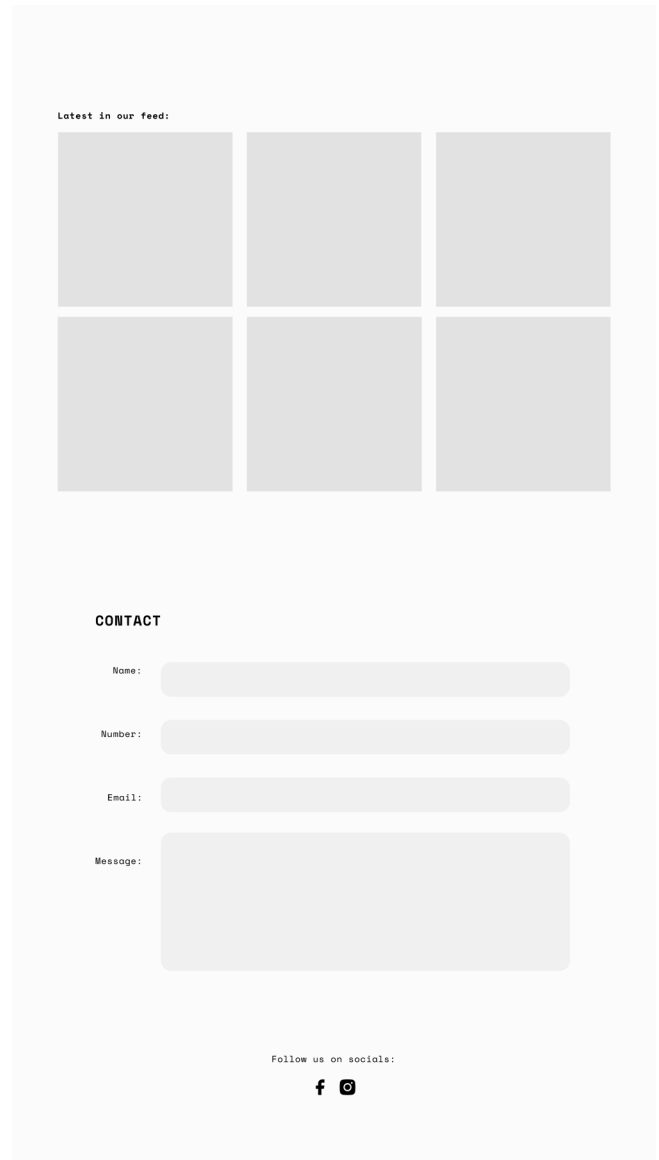 Latest in our feed:
CONTACT
Name:
Number:
Email:
Message:
Follow us on socials: